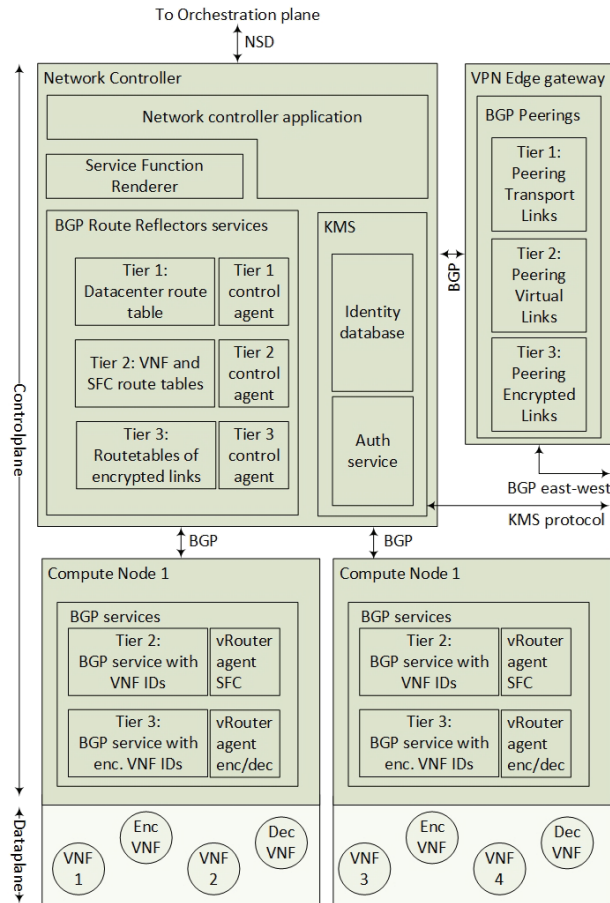 To Orchestration plane
NSD
Network Controller
Network controller application
Service Function
Renderer
BGP Route Reflectors services
Tier 1:
Datacenter route
table
Tier 1
control
agent
Tier 2: VNF and
SFC route tables
Tier 2
control
agent
Tier 3:
Routetables of
encrypted links
Tier 3
control
agent
KMS
Identity
database
Auth
service
BGP
VPN Edge gateway
BGP Peerings
Tier 1:
Peering
Transport
Links
Tier 2:
Peering
Virtual
Links
Tier 3:
Peering
Encrypted
Links
BGP east-west
KMS protocol
Controlplane
BGP
BGP
Compute Node 1
BGP services
Tier 2:
BGP service with
VNF IDs
vRouter
agent
SFC
Tier 3:
BGP service with
enc. VNF IDs
vRouter
agent
enc/dec
Compute Node 1
BGP services
Tier 2:
BGP service with
VNF IDs
vRouter
agent
SFC
Tier 3:
BGP service with
enc. VNF IDs
vRouter
agent
enc/dec
Dataplane
VNF
1
Enc
VNF
VNF
2
Dec
VNF
VNF
3
Enc
VNF
VNF
4
Dec
VNF